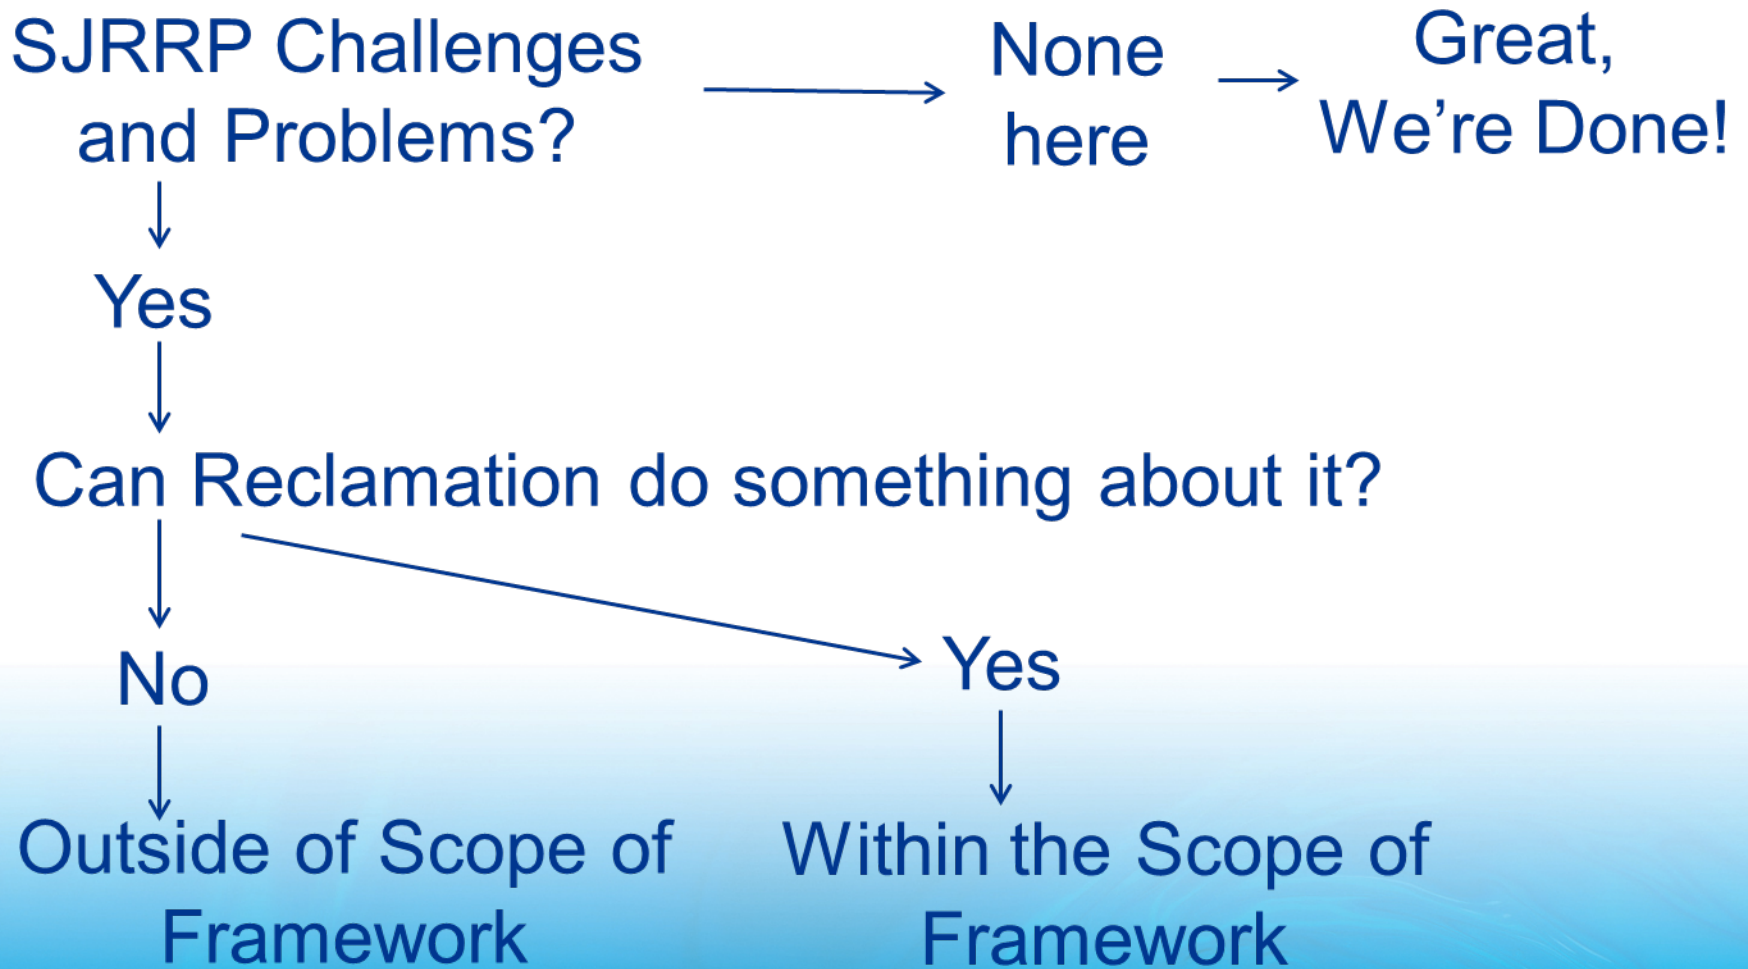 SJRRP Challenges
and Problems?
None
here
Great,
We’re Done!
Yes
Can Reclamation do something about it?
No
Yes
Outside of Scope of
Framework
Within the Scope of
Framework